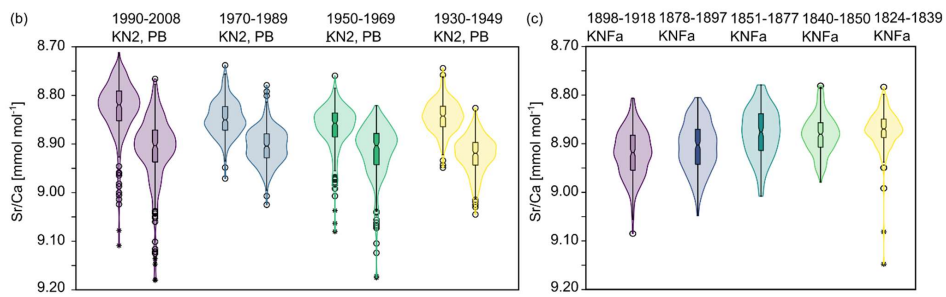 (b)
1990-2008 1970-1989 1950-1969 1930-1949
KN2, PB KN2, PB KN2, PB KN2, PB
8.70
8.80
8.90
9.00
9.10
9.20
Sr/Ca [mmol mol⁻¹]
(c)
1898-1918 1878-1897 1851-1877 1840-1850 1824-1839
KNFa KNFa KNFa KNFa KNFa
8.70
8.80
8.90
9.00
9.10
9.20
Sr/Ca [mmol mol⁻¹]